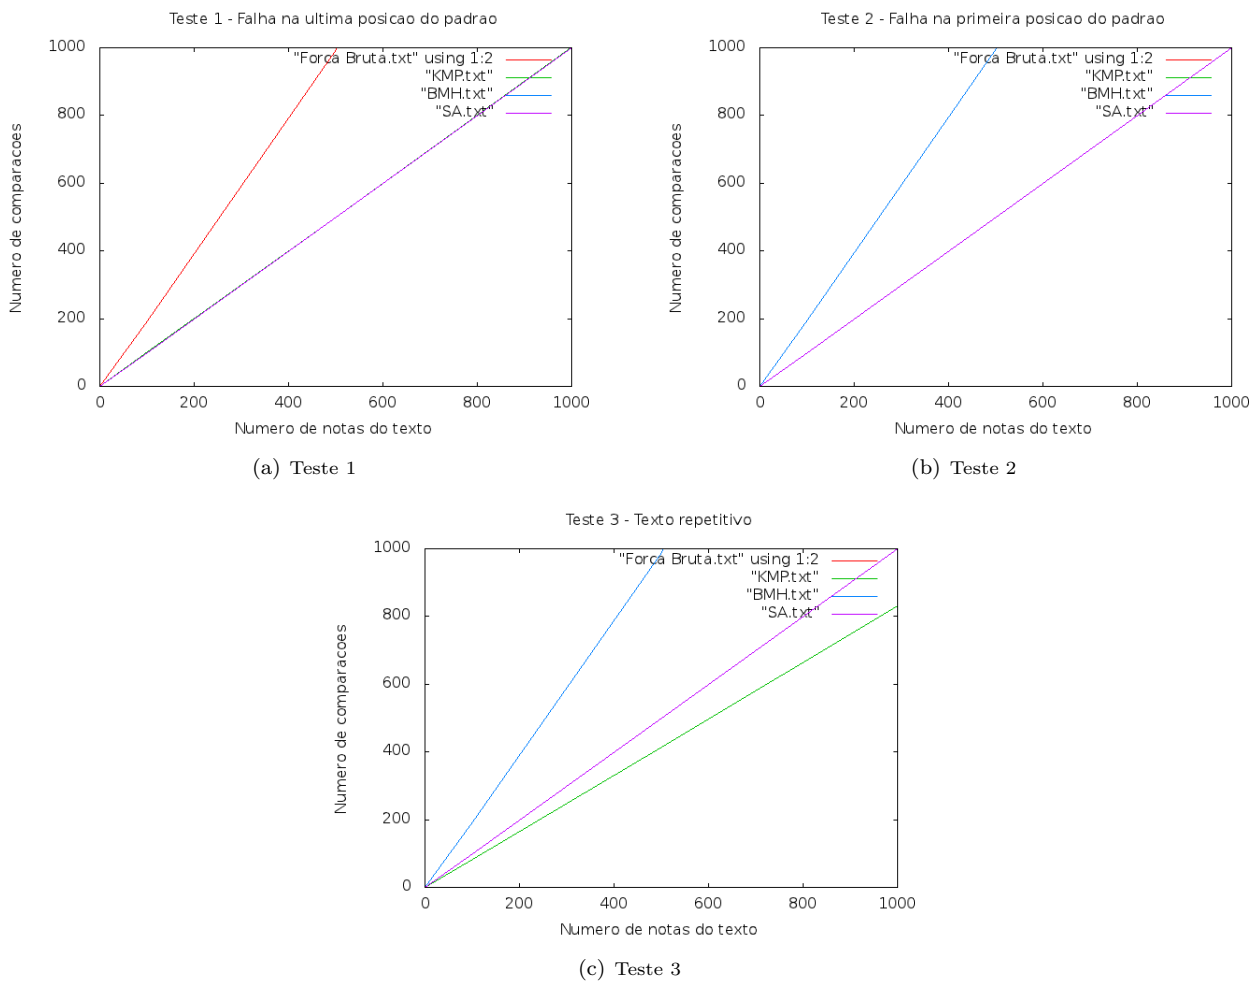 Teste 1 - Falha na ultima posicao do padrao
Numero de comparacoes
1000
800
600
400
200
0
"Forca Bruta.txt" using 1:2
"KMP.txt"
"BMH.txt"
"SA.txt"
0 200 400 600 800 1000
Numero de notas do texto
(a) Teste 1
Teste 2 - Falha na primeira posicao do padrao
Numero de comparacoes
1000
800
600
400
200
0
"Forca Bruta.txt" using 1:2
"KMP.txt"
"BMH.txt"
"SA.txt"
0 200 400 600 800 1000
Numero de notas do texto
(b) Teste 2
Teste 3 - Texto repetitivo
Numero de comparacoes
1000
800
600
400
200
0
"Forca Bruta.txt" using 1:2
"KMP.txt"
"BMH.txt"
"SA.txt"
0 200 400 600 800 1000
Numero de notas do texto
(c) Teste 3